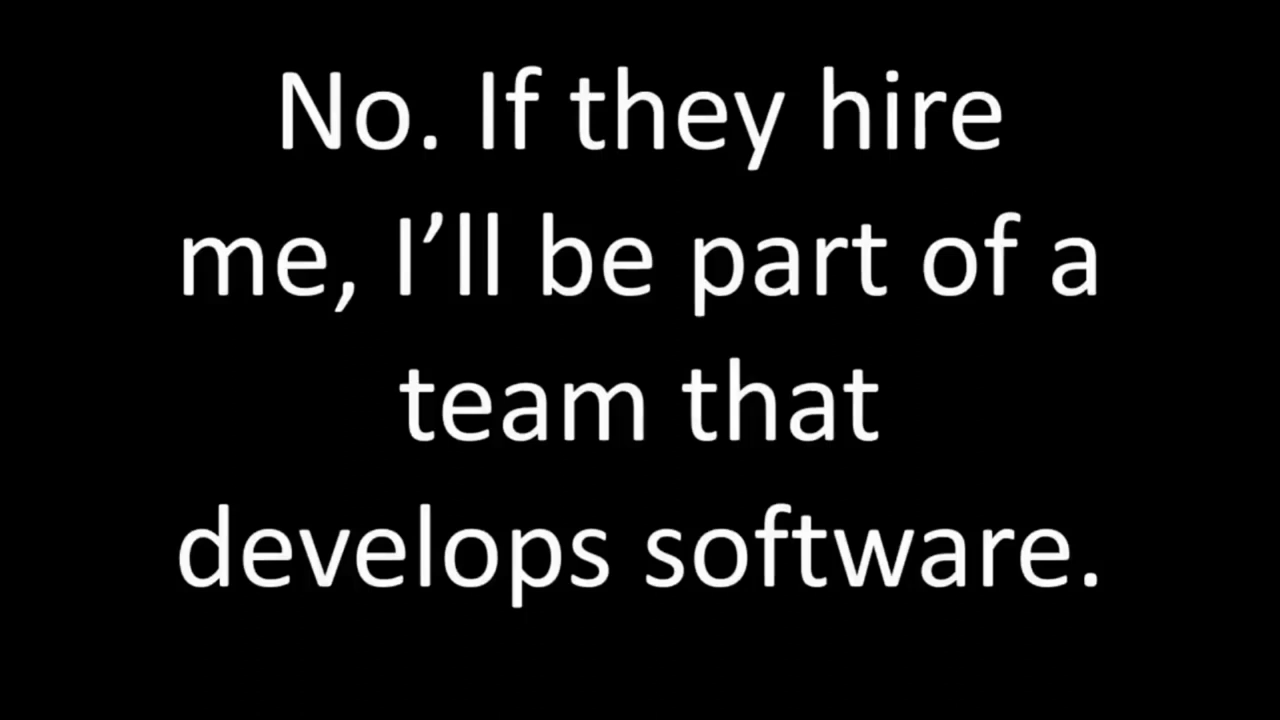 No. If they hire
me, I’ll be part of a
team that
develops software.